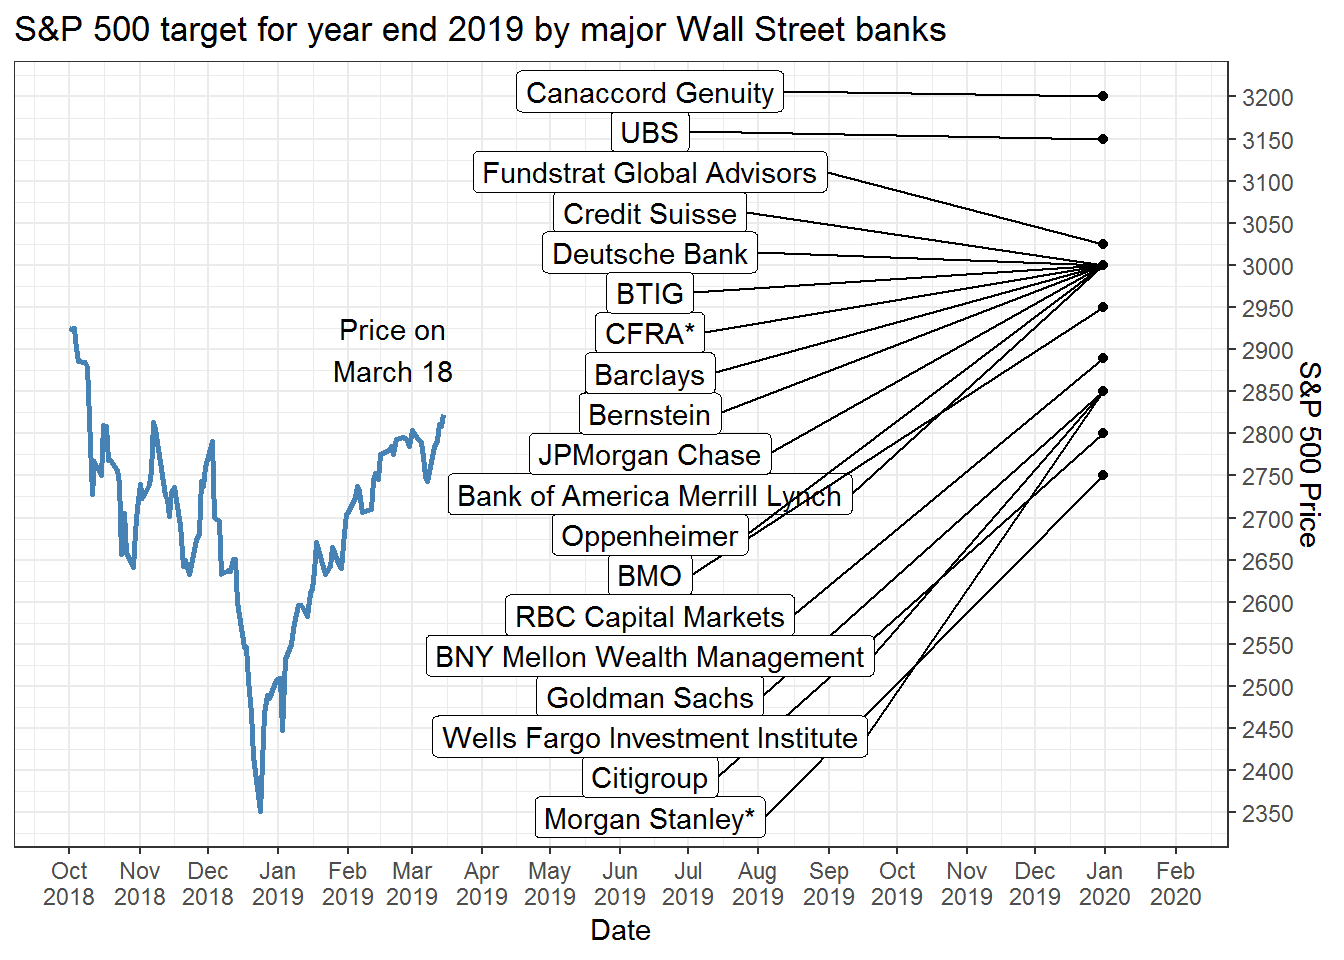 S&P 500 target for year end 2019 by major Wall Street banks
Canaccord Genuity
UBS
Fundstrat Global Advisors
Credit Suisse
Deutsche Bank
BTIG
CFRA*
Barclays
Bernstein
JPMorgan Chase
Bank of America Merrill Lynch
Oppenheimer
BMO
RBC Capital Markets
BNY Mellon Wealth Management
Goldman Sachs
Wells Fargo Investment Institute
Citigroup
Morgan Stanley*
Price on
March 18
3200
3150
3100
3050
3000
2950
2900
2850
2800
2750
2700
2650
2600
2550
2500
2450
2400
2350
S&P 500 Price
Oct Nov Dec Jan Feb Mar Apr May Jun Jul Aug Sep Oct Nov Dec Jan Feb
2018 2018 2018 2019 2019 2019 2019 2019 2019 2019 2019 2019 2019 2019 2019 2020 2020
Date